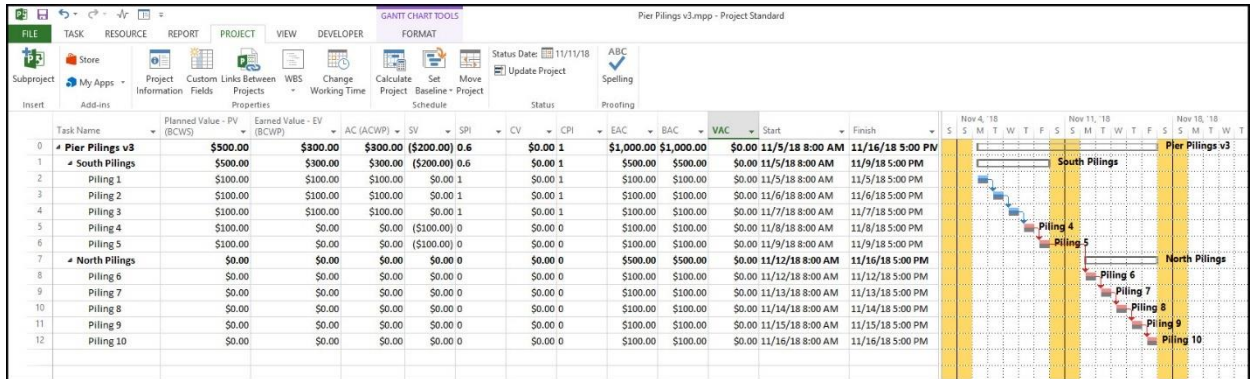 GANTT CHART TOOLS
Pier Pilings v3.mpp - Project Standard
FILE TASK RESOURCE REPORT PROJECT VIEW DEVELOPER FORMAT
Subproject
Store
My Apps
Project Information
Custom Fields
Links Between Projects
WBS
Change Working Time
Calculate Project
Set Baseline
Move Project
Status Date: 11/11/18
Update Project
ABC
Spelling
Insert Add-ins Properties Schedule Status Proofing
Task Name Planned Value - PV (BCWS) Earned Value - EV (BCWP) AC (ACWP) SV SPI CV CPI EAC BAC VAC Start Finish
Nov 4, '18 Nov 11, '18 Nov 18, '18
S S M T W T F S S M T W T F S S M T W T
0 Pier Pilings v3 $500.00 $300.00 $300.00 ($200.00) 0.6 $0.00 1 $1,000.00 $1,000.00 $0.00 11/5/18 8:00 AM 11/16/18 5:00 PM Pier Pilings v3
1 South Pilings $500.00 $300.00 $300.00 ($200.00) 0.6 $0.00 1 $500.00 $500.00 $0.00 11/5/18 8:00 AM 11/9/18 5:00 PM South Pilings
2 Piling 1 $100.00 $100.00 $100.00 $0.00 1 $0.00 1 $100.00 $100.00 $0.00 11/5/18 8:00 AM 11/5/18 5:00 PM
3 Piling 2 $100.00 $100.00 $100.00 $0.00 1 $0.00 1 $100.00 $100.00 $0.00 11/6/18 8:00 AM 11/6/18 5:00 PM
4 Piling 3 $100.00 $100.00 $100.00 $0.00 1 $0.00 1 $100.00 $100.00 $0.00 11/7/18 8:00 AM 11/7/18 5:00 PM
5 Piling 4 $100.00 $0.00 $0.00 ($100.00) 0 $0.00 0 $100.00 $100.00 $0.00 11/8/18 8:00 AM 11/8/18 5:00 PM Piling 4
6 Piling 5 $100.00 $0.00 $0.00 ($100.00) 0 $0.00 0 $100.00 $100.00 $0.00 11/9/18 8:00 AM 11/9/18 5:00 PM Piling 5
7 North Pilings $0.00 $0.00 $0.00 $0.00 0 $0.00 0 $500.00 $500.00 $0.00 11/12/18 8:00 AM 11/16/18 5:00 PM North Pilings
8 Piling 6 $0.00 $0.00 $0.00 $0.00 0 $0.00 0 $100.00 $100.00 $0.00 11/12/18 8:00 AM 11/12/18 5:00 PM Piling 6
9 Piling 7 $0.00 $0.00 $0.00 $0.00 0 $0.00 0 $100.00 $100.00 $0.00 11/13/18 8:00 AM 11/13/18 5:00 PM Piling 7
10 Piling 8 $0.00 $0.00 $0.00 $0.00 0 $0.00 0 $100.00 $100.00 $0.00 11/14/18 8:00 AM 11/14/18 5:00 PM Piling 8
11 Piling 9 $0.00 $0.00 $0.00 $0.00 0 $0.00 0 $100.00 $100.00 $0.00 11/15/18 8:00 AM 11/15/18 5:00 PM Piling 9
12 Piling 10 $0.00 $0.00 $0.00 $0.00 0 $0.00 0 $100.00 $100.00 $0.00 11/16/18 8:00 AM 11/16/18 5:00 PM Piling 10